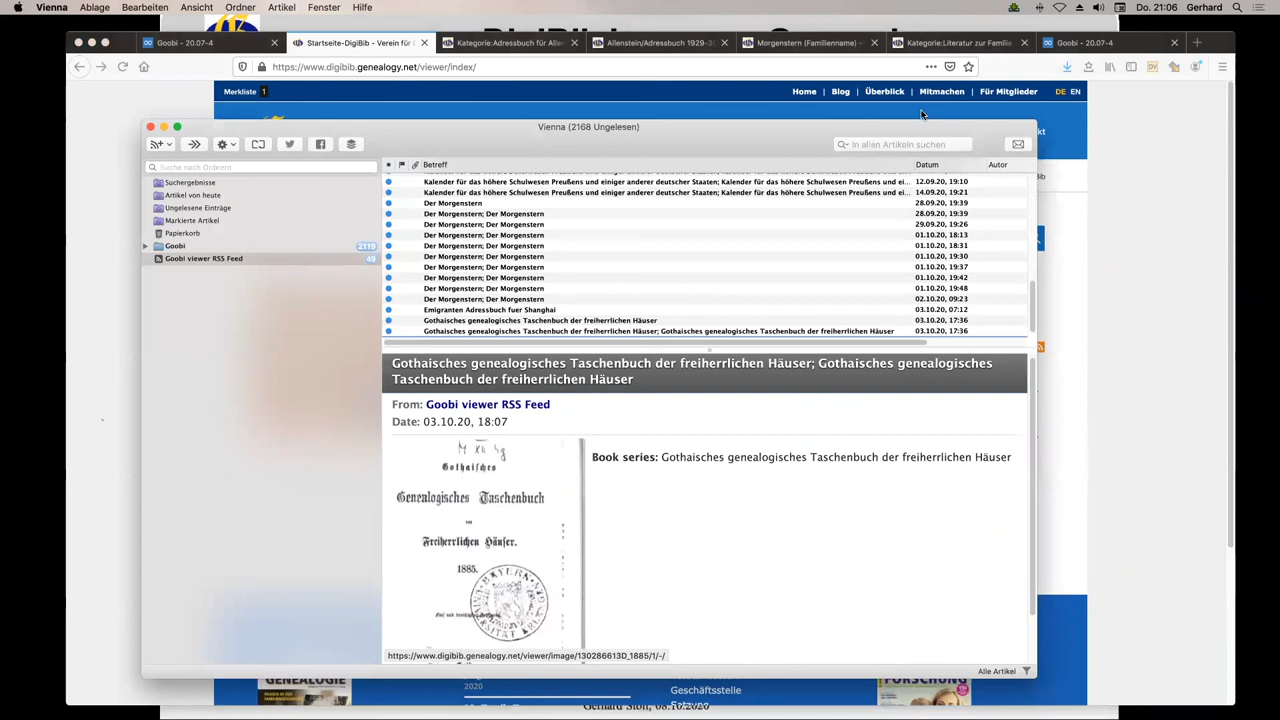 Vienna Ablage Bearbeiten Ansicht Ordner Artikel Fenster Hilfe Do. 21:06 Gerhard
Goobi - 20.07-4
Startseite-DigiBib - Verein für
Kategorie:Adressbuch für Allen
Allenstein/Adressbuch 1929-3
Morgenstern (Familienname) –
Kategorie:Literatur zur Familie
Goobi - 20.07-4
https://www.digibib.genealogy.net/viewer/index/
Merkliste 1
Home | Blog | Überblick | Mitmachen | Für Mitglieder DE EN
Vienna (2168 Ungelesen)
In allen Artikeln suchen
Suche nach Ordnern
Suchergebnisse
Artikel von heute
Ungelesene Einträge
Markierte Artikel
Papierkorb
Goobi 2119
Goobi viewer RSS Feed 49
Betreff Datum Autor
Kalender für das höhere Schulwesen Preußens und einiger anderer deutscher Staaten; Kalender für das höhere Schulwesen Preußens und ei... 12.09.20, 19:10
Kalender für das höhere Schulwesen Preußens und einiger anderer deutscher Staaten; Kalender für das höhere Schulwesen Preußens und ei... 14.09.20, 19:21
Der Morgenstern 28.09.20, 19:39
Der Morgenstern; Der Morgenstern 28.09.20, 19:39
Der Morgenstern; Der Morgenstern 29.09.20, 19:26
Der Morgenstern; Der Morgenstern 01.10.20, 18:13
Der Morgenstern; Der Morgenstern 01.10.20, 18:31
Der Morgenstern; Der Morgenstern 01.10.20, 19:30
Der Morgenstern; Der Morgenstern 01.10.20, 19:37
Der Morgenstern; Der Morgenstern 01.10.20, 19:42
Der Morgenstern; Der Morgenstern 01.10.20, 19:48
Der Morgenstern; Der Morgenstern 02.10.20, 09:23
Emigranten Adressbuch fuer Shanghai 03.10.20, 07:12
Gothaisches genealogisches Taschenbuch der freiherrlichen Häuser 03.10.20, 17:36
Gothaisches genealogisches Taschenbuch der freiherrlichen Häuser; Gothaisches genealogisches Taschenbuch der freiherrlichen Häuser 03.10.20, 17:36
Gothaisches genealogisches Taschenbuch der freiherrlichen Häuser; Gothaisches genealogisches
Taschenbuch der freiherrlichen Häuser
From: Goobi viewer RSS Feed
Date: 03.10.20, 18:07
Book series: Gothaisches genealogisches Taschenbuch der freiherrlichen Häuser
Gothaisches
Genealogisches Taschenbuch
der
Freiherrlichen Häuser.
1885.
https://www.digibib.genealogy.net/viewer/image/130286613D_1885/1/-/
Alle Artikel
GENEALOGIE
2020
Geschäftsstelle
Satzung
FORSCHUNG
Gerhard Stoll, 08.10.2020